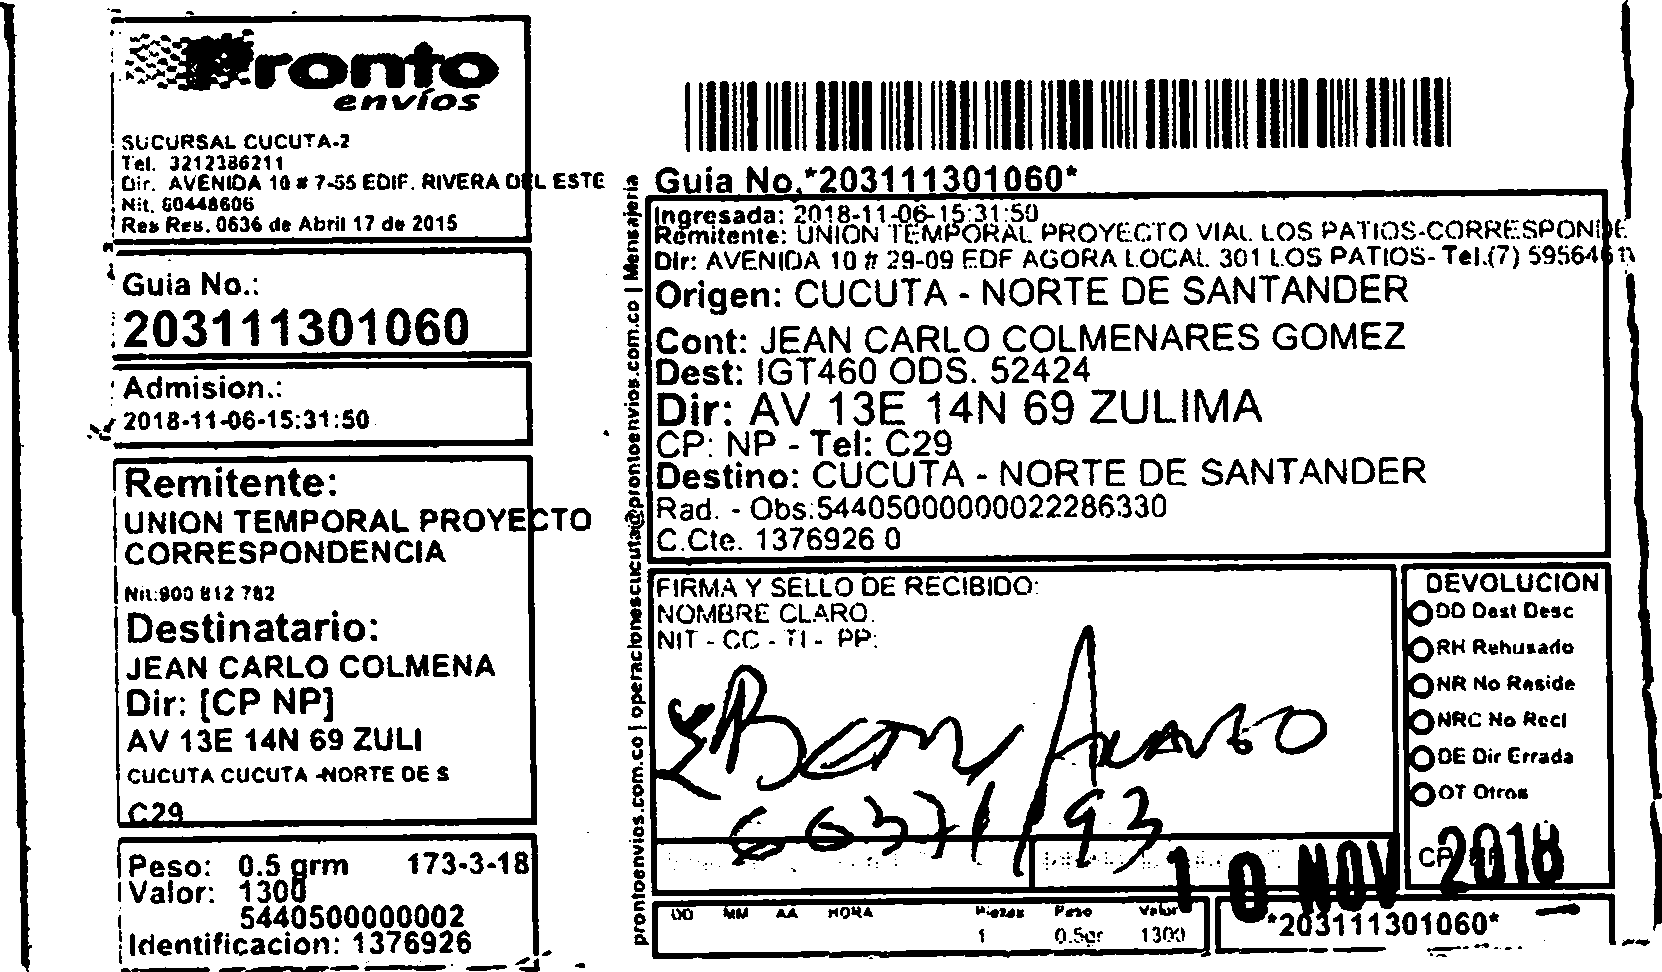 Pronto
envíos
SUCURSAL CUCUTA-2
Tel. 3212386211
Dir. AVENIDA 10 # 7-55 EDIF. RIVERA DEL ESTE
Nit. 60448606
Res Res. 0636 de Abril 17 de 2015
Guia No.:
203111301060
Admision.:
2018-11-06-15:31:50
Remitente:
UNION TEMPORAL PROYECTO
CORRESPONDENCIA
Nit:900 812 782
Destinatario:
JEAN CARLO COLMENA
Dir: [CP NP]
AV 13E 14N 69 ZULI
CUCUTA CUCUTA -NORTE DE S
C29
Peso: 0.5 grm 173-3-18
Valor: 1300
5440500000002
Identificacion: 1376926
prontoenvios.com.co | operacionescucuta@prontoenvios.com.co | Mensajeria
Guia No.*203111301060*
Ingresada: 2018-11-06-15:31:50
Remitente: UNION TEMPORAL PROYECTO VIAL LOS PATIOS-CORRESPONDE
Dir: AVENIDA 10 # 29-09 EDF AGORA LOCAL 301 LOS PATIOS- Tel.(7) 5956461
Origen: CUCUTA - NORTE DE SANTANDER
Cont: JEAN CARLO COLMENARES GOMEZ
Dest: IGT460 ODS. 52424
Dir: AV 13E 14N 69 ZULIMA
CP: NP - Tel: C29
Destino: CUCUTA - NORTE DE SANTANDER
Rad. - Obs:54405000000022286330
C.Cte. 1376926 0
FIRMA Y SELLO DE RECIBIDO:
NOMBRE CLARO.
NIT - CC - TI - PP:
DEVOLUCION
DD Dest Desc
RH Rehusado
NR No Reside
NRC No Recl
DE Dir Errada
OT Otros
10 NOV 2018
DD MM AA HORA Piezas Peso Valor
1 0.5gr 1300
*203111301060*